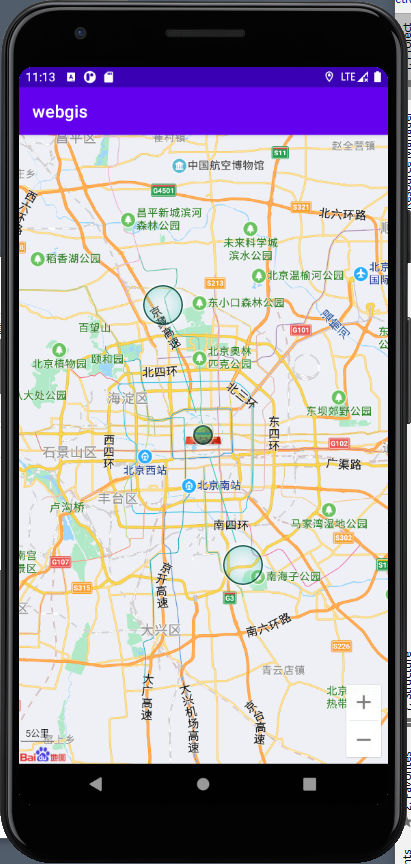 11:13
LTE
webgis
昌平区
崔村镇
赵全营镇
S11
中国航空博物馆
G4501
S321
北六环路
昌平新城滨河
森林公园
未来科学城
滨水公园
稻香湖公园
北京温榆河公园
北京
国际
S213
东小口森林公园
京藏高速
G101
百望山
北京植物园
颐和园
北京奥林
匹克公园
北四环
北三环
八大处公园
海淀区
东坝郊野公园
西四环
东四环
G102
石景山区
广渠路
北京西站
北京南站
丰台区
卢沟桥
南四环
马家湾湿地公园
S302
G107
京开高速
南海子公园
S315
G3
大兴区
南六环路
S226
青云店镇
大广高速
大兴机场高速
京台高速
北京
热带
5公里
Bai 地图